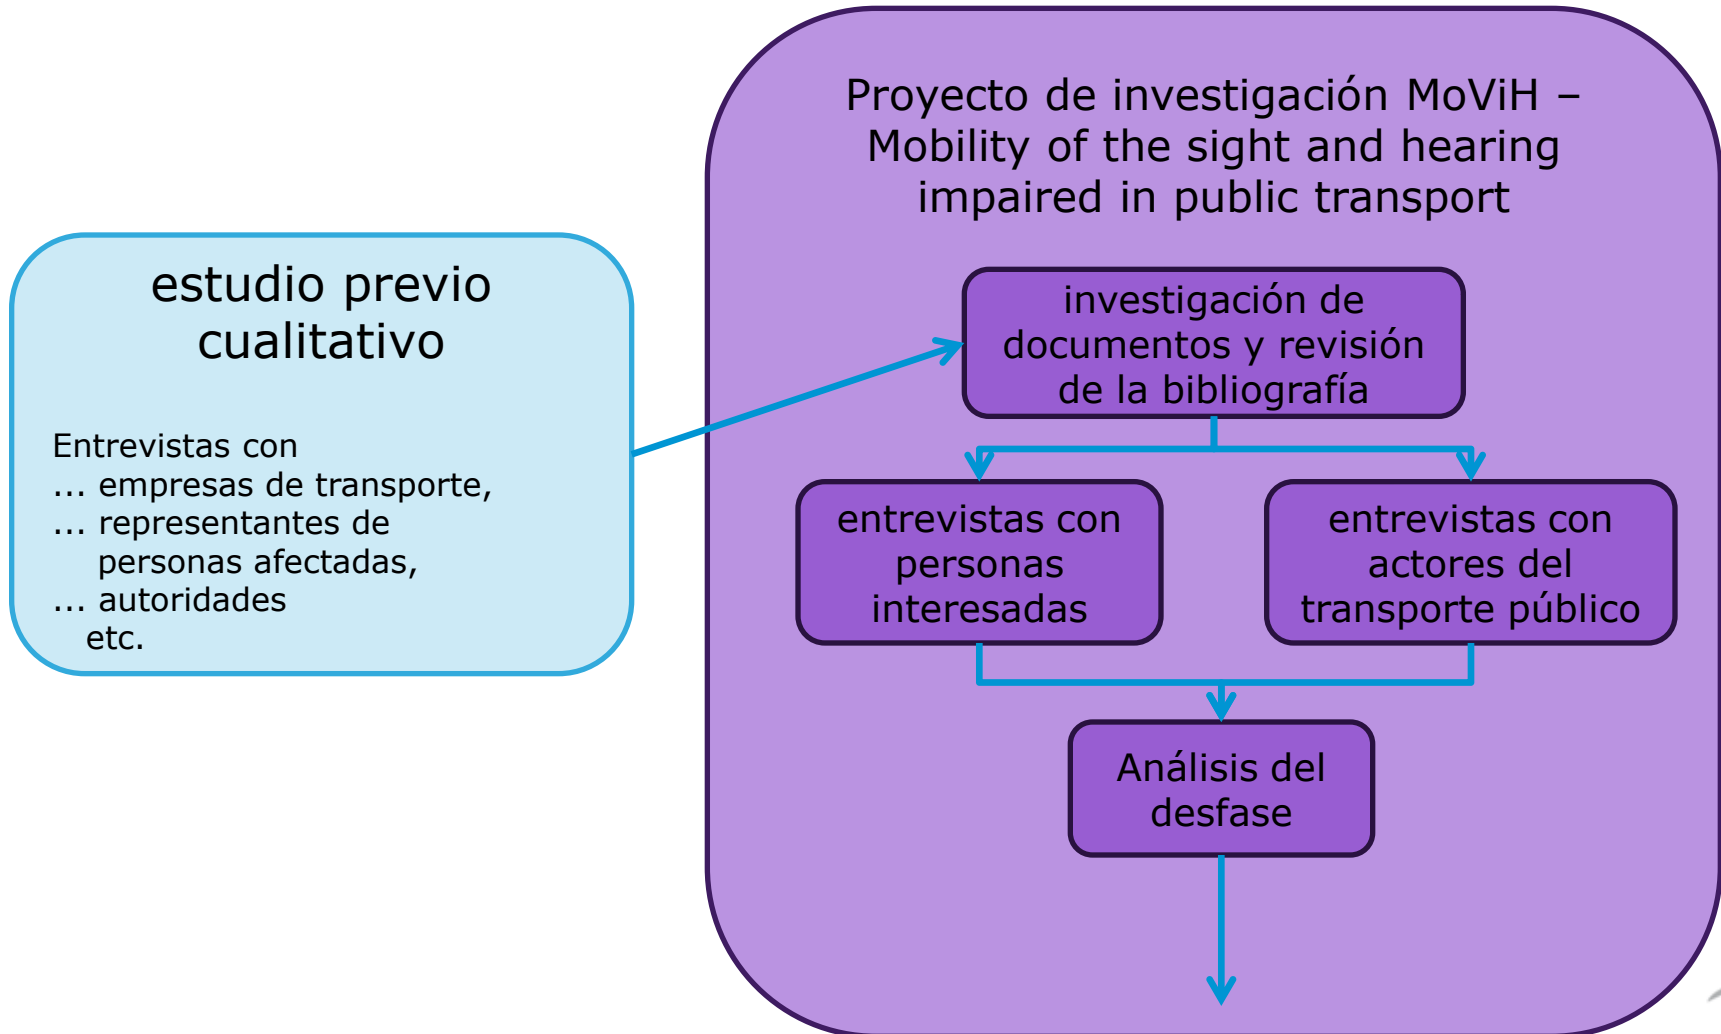 estudio previo
cualitativo
Entrevistas con
... empresas de transporte,
... representantes de
personas afectadas,
... autoridades
etc.
Proyecto de investigación MoViH –
Mobility of the sight and hearing
impaired in public transport
investigación de
documentos y revisión
de la bibliografía
entrevistas con
personas
interesadas
entrevistas con
actores del
transporte público
Análisis del
desfase